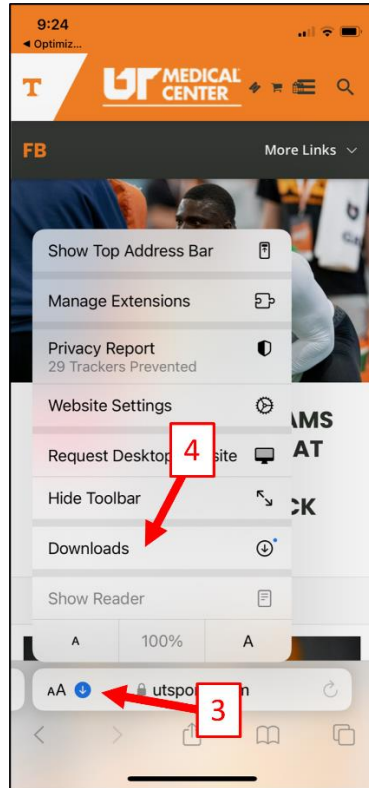 9:24
◀ Optimiz...
T UT MEDICAL CENTER
FB More Links
Show Top Address Bar
Manage Extensions
Privacy Report
29 Trackers Prevented
Website Settings
AMS
Request Desktop site
AT
4
Hide Toolbar
CK
Downloads
Show Reader
A 100% A
AA utspo m
3